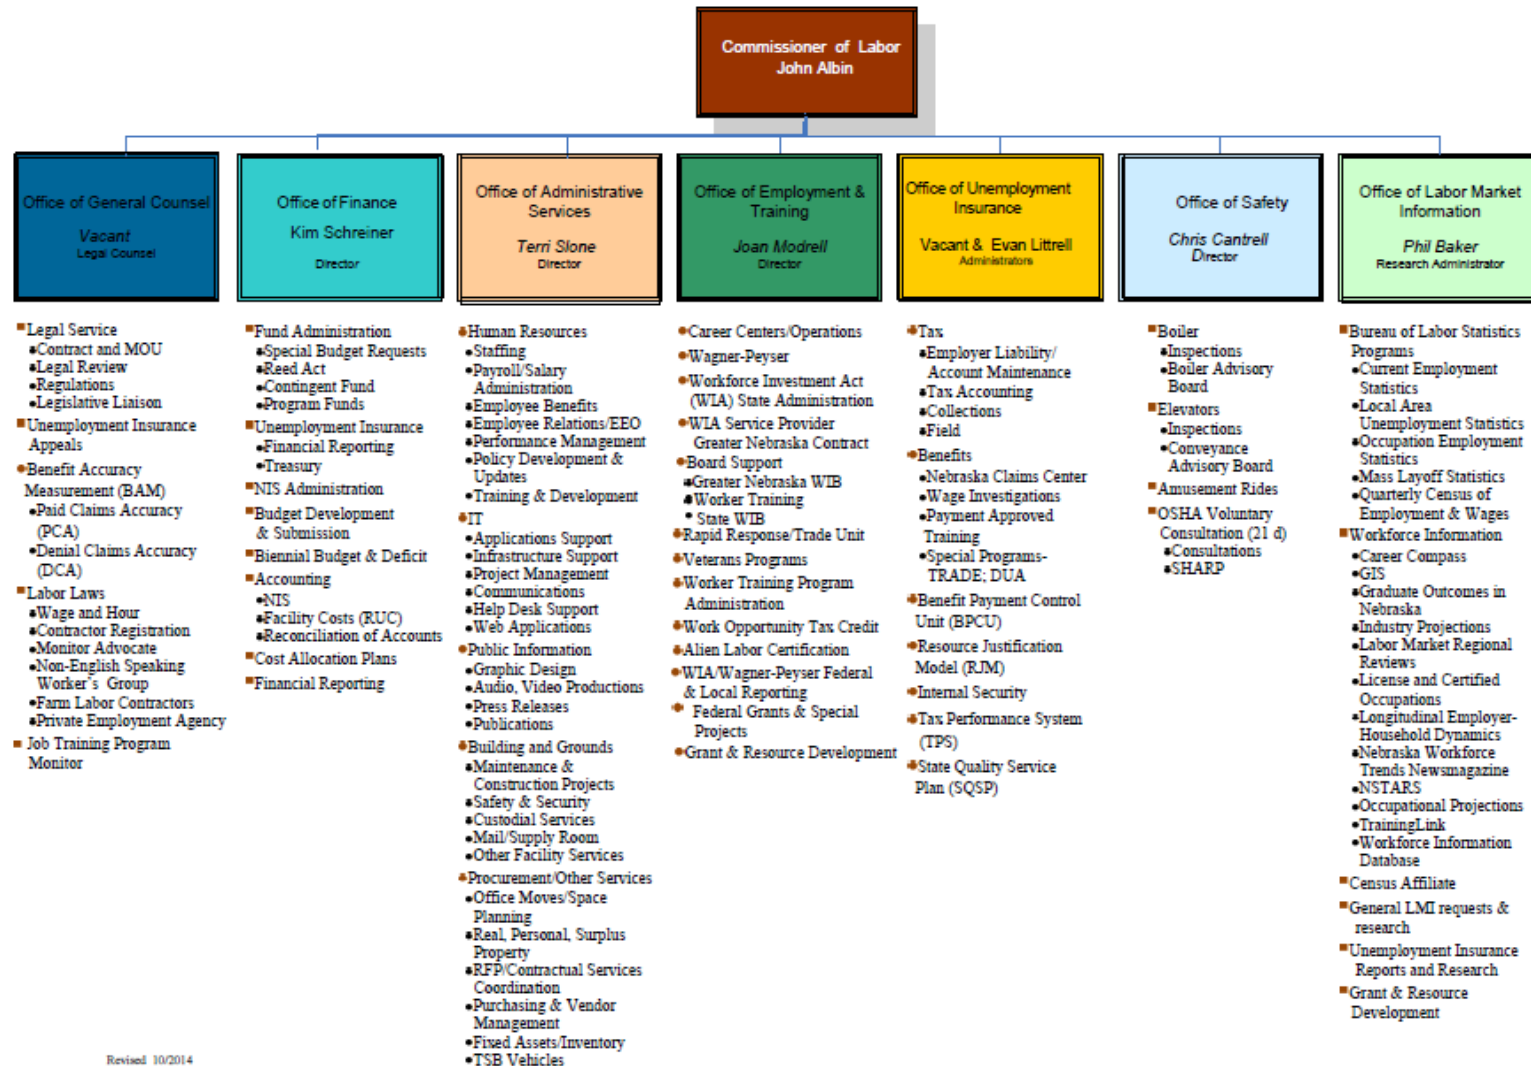 Commissioner of Labor
John Albin
Office of General Counsel
Vacant
Legal Counsel
Office of Finance
Kim Schreiner
Director
Office of Administrative
Services
Terri Slone
Director
Office of Employment &
Training
Joan Modrell
Director
Office of Unemployment
Insurance
Vacant & Evan Littrell
Administrators
Office of Safety
Chris Cantrell
Director
Office of Labor Market
Information
Phil Baker
Research Administrator
Legal Service
Contract and MOU
Legal Review
Regulations
Legislative Liaison
Unemployment Insurance
Appeals
Benefit Accuracy
Measurement (BAM)
Paid Claims Accuracy
(PCA)
Denial Claims Accuracy
(DCA)
Labor Laws
Wage and Hour
Contractor Registration
Monitor Advocate
Non-English Speaking
Worker's Group
Farm Labor Contractors
Private Employment Agency
Job Training Program
Monitor
Fund Administration
Special Budget Requests
Reed Act
Contingent Fund
Program Funds
Unemployment Insurance
Financial Reporting
Treasury
NIS Administration
Budget Development
& Submission
Biennial Budget & Deficit
Accounting
NIS
Facility Costs (RUC)
Reconciliation of Accounts
Cost Allocation Plans
Financial Reporting
Human Resources
Staffing
Payroll/Salary
Administration
Employee Benefits
Employee Relations/EEO
Performance Management
Policy Development &
Updates
Training & Development
IT
Applications Support
Infrastructure Support
Project Management
Communications
Help Desk Support
Web Applications
Public Information
Graphic Design
Audio, Video Productions
Press Releases
Publications
Building and Grounds
Maintenance &
Construction Projects
Safety & Security
Custodial Services
Mail/Supply Room
Other Facility Services
Procurement/Other Services
Office Moves/Space
Planning
Real, Personal, Surplus
Property
RFP/Contractual Services
Coordination
Purchasing & Vendor
Management
Fixed Assets/Inventory
TSB Vehicles
Career Centers/Operations
Wagner-Peyser
Workforce Investment Act
(WIA) State Administration
WIA Service Provider
Greater Nebraska Contract
Board Support
Greater Nebraska WIB
Worker Training
State WIB
Rapid Response/Trade Unit
Veterans Programs
Worker Training Program
Administration
Work Opportunity Tax Credit
Alien Labor Certification
WIA/Wagner-Peyser Federal
& Local Reporting
Federal Grants & Special
Projects
Grant & Resource Development
Tax
Employer Liability/
Account Maintenance
Tax Accounting
Collections
Field
Benefits
Nebraska Claims Center
Wage Investigations
Payment Approved
Training
Special Programs-
TRADE; DUA
Benefit Payment Control
Unit (BPCU)
Resource Justification
Model (RJM)
Internal Security
Tax Performance System
(TPS)
State Quality Service
Plan (SQSP)
Boiler
Inspections
Boiler Advisory
Board
Elevators
Inspections
Conveyance
Advisory Board
Amusement Rides
OSHA Voluntary
Consultation (21 d)
Consultations
SHARP
Bureau of Labor Statistics
Programs
Current Employment
Statistics
Local Area
Unemployment Statistics
Occupation Employment
Statistics
Mass Layoff Statistics
Quarterly Census of
Employment & Wages
Workforce Information
Career Compass
GIS
Graduate Outcomes in
Nebraska
Industry Projections
Labor Market Regional
Reviews
License and Certified
Occupations
Longitudinal Employer-
Household Dynamics
Nebraska Workforce
Trends Newsmagazine
NSTARS
Occupational Projections
TrainingLink
Workforce Information
Database
Census Affiliate
General LMI requests &
research
Unemployment Insurance
Reports and Research
Grant & Resource
Development
Revised 10/2014